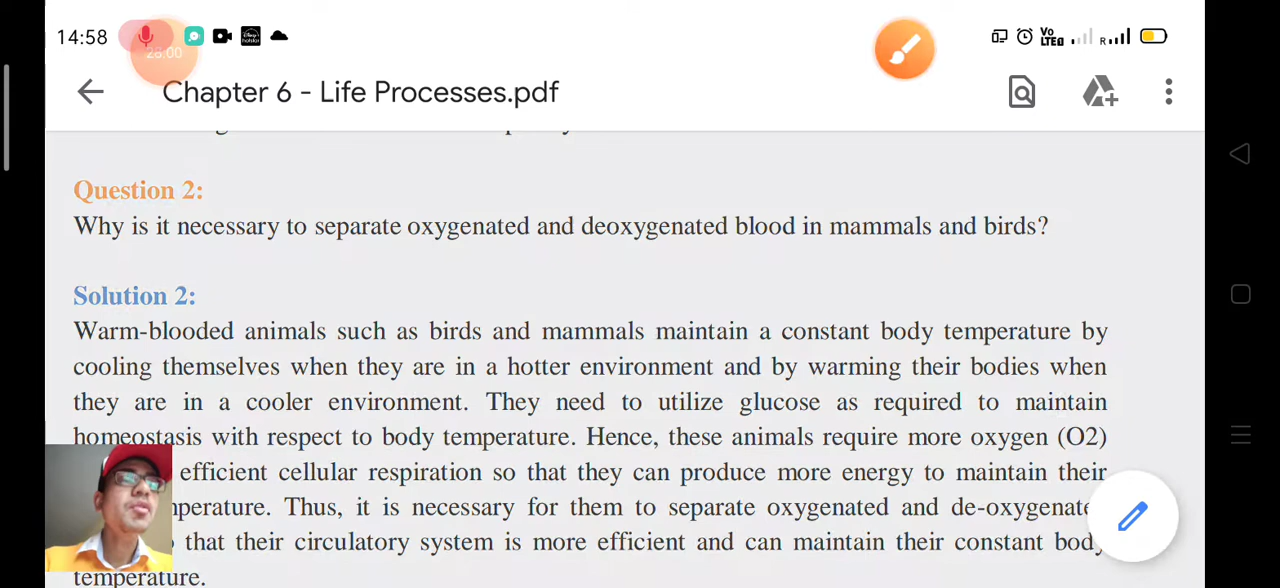 14:58
25:00
Vo
LTE
R
Chapter 6 - Life Processes.pdf
Question 2:
Why is it necessary to separate oxygenated and deoxygenated blood in mammals and birds?
Solution 2:
Warm-blooded animals such as birds and mammals maintain a constant body temperature by
cooling themselves when they are in a hotter environment and by warming their bodies when
they are in a cooler environment. They need to utilize glucose as required to maintain
homeostasis with respect to body temperature. Hence, these animals require more oxygen (O2)
efficient cellular respiration so that they can produce more energy to maintain their
Thus, it is necessary for them to separate oxygenated and
that their circulatory system is more efficient and can maintain their constant body
temperature.